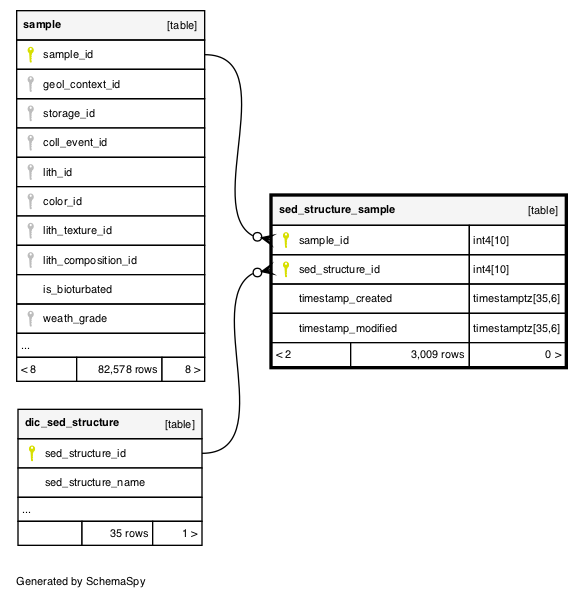 sample [table]
sample_id
geol_context_id
storage_id
coll_event_id
lith_id
color_id
lith_texture_id
lith_composition_id
is_bioturbated
weath_grade
...
< 8 82,578 rows 8 >
sed_structure_sample [table]
sample_id int4[10]
sed_structure_id int4[10]
timestamp_created timestamptz[35,6]
timestamp_modified timestamptz[35,6]
< 2 3,009 rows 0 >
dic_sed_structure [table]
sed_structure_id
sed_structure_name
...
35 rows 1 >
Generated by SchemaSpy